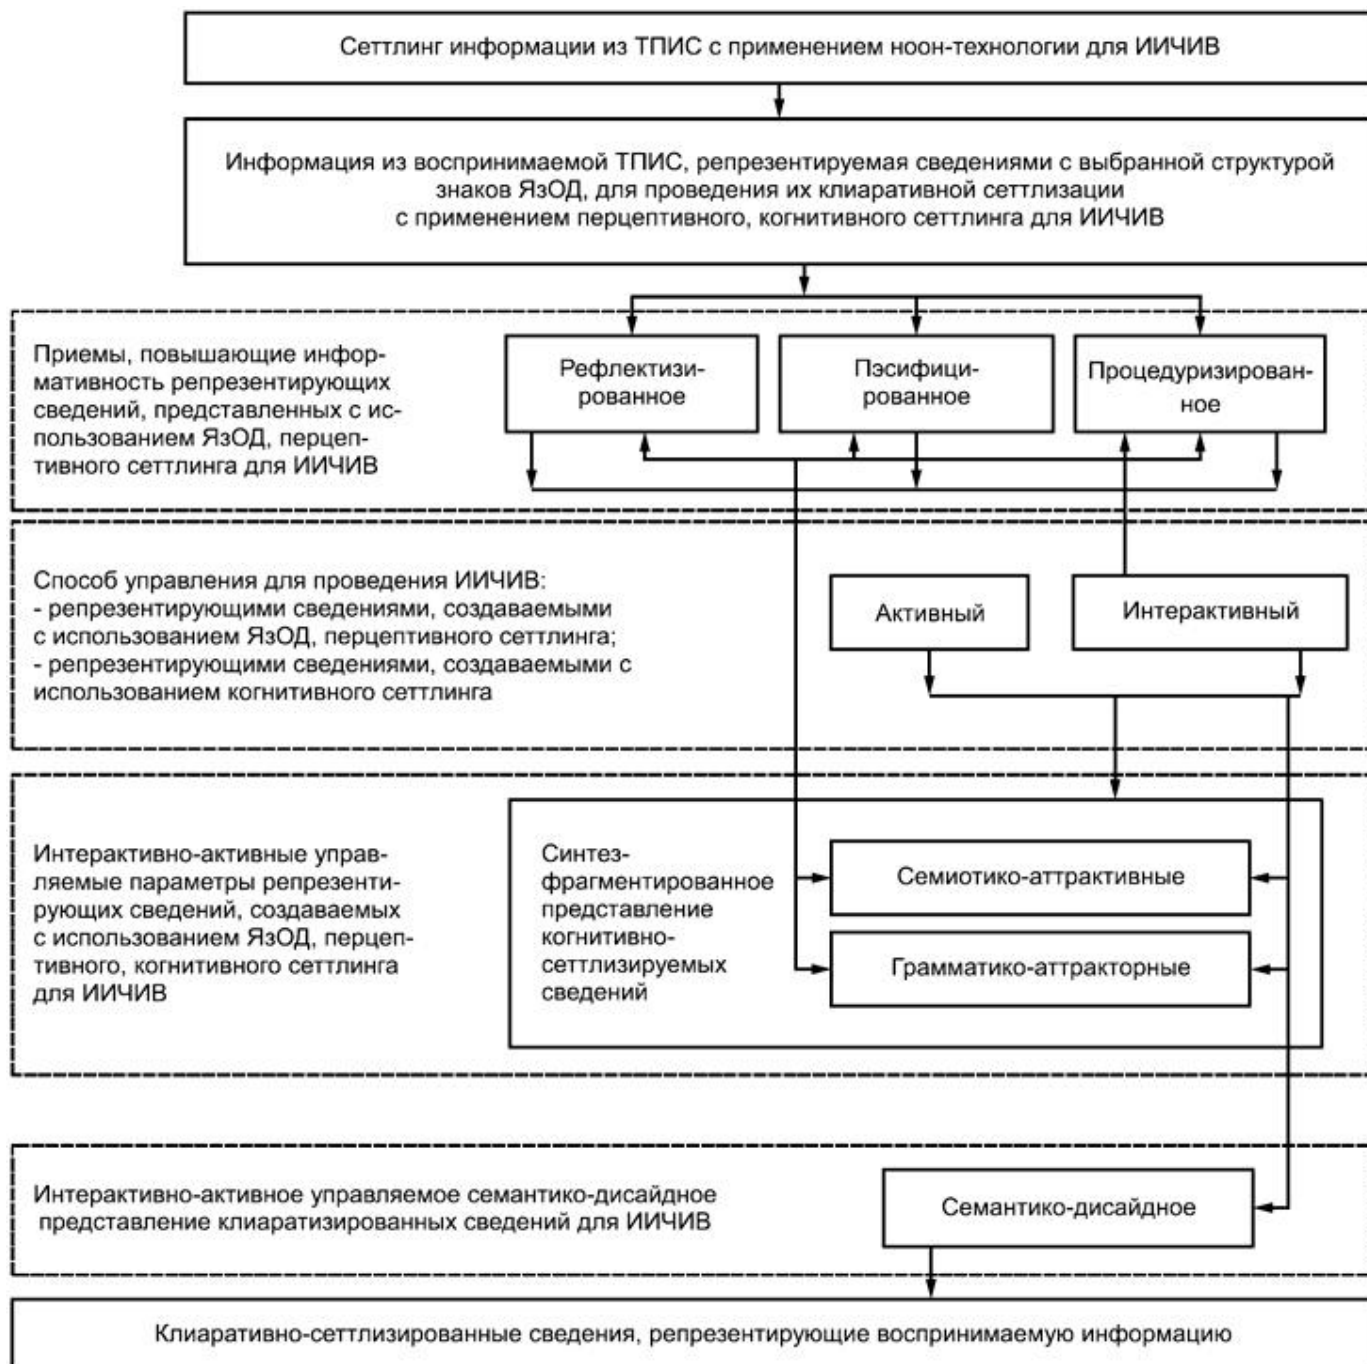 Сеттлинг информации из ТПИС с применением ноон-технологии для ИИЧИВ
Информация из воспринимаемой ТПИС, репрезентируемая сведениями с выбранной структурой
знаков ЯзОД, для проведения их клиаративной сеттлизации
с применением перцептивного, когнитивного сеттлинга для ИИЧИВ
Приемы, повышающие инфор-
мативность репрезентирующих
сведений, представленных с ис-
пользованием ЯзОД, перцеп-
тивного сеттлинга для ИИЧИВ
Рефлектизи-
рованное
Пэсифици-
рованное
Процедуризирован-
ное
Способ управления для проведения ИИЧИВ:
- репрезентирующими сведениями, создаваемыми
с использованием ЯзОД, перцептивного сеттлинга;
- репрезентирующими сведениями, создаваемыми с
использованием когнитивного сеттлинга
Активный
Интерактивный
Интерактивно-активные управ-
ляемые параметры репрезенти-
рующих сведений, создаваемых
с использованием ЯзОД, перцеп-
тивного, когнитивного сеттлинга
для ИИЧИВ
Синтез-
фрагментированное
представление
когнитивно-
сеттлизируемых
сведений
Семиотико-аттрактивные
Грамматико-аттракторные
Интерактивно-активное управляемое семантико-дисайдное
представление клиаратизированных сведений для ИИЧИВ
Семантико-дисайдное
Клиаративно-сеттлизированные сведения, репрезентирующие воспринимаемую информацию